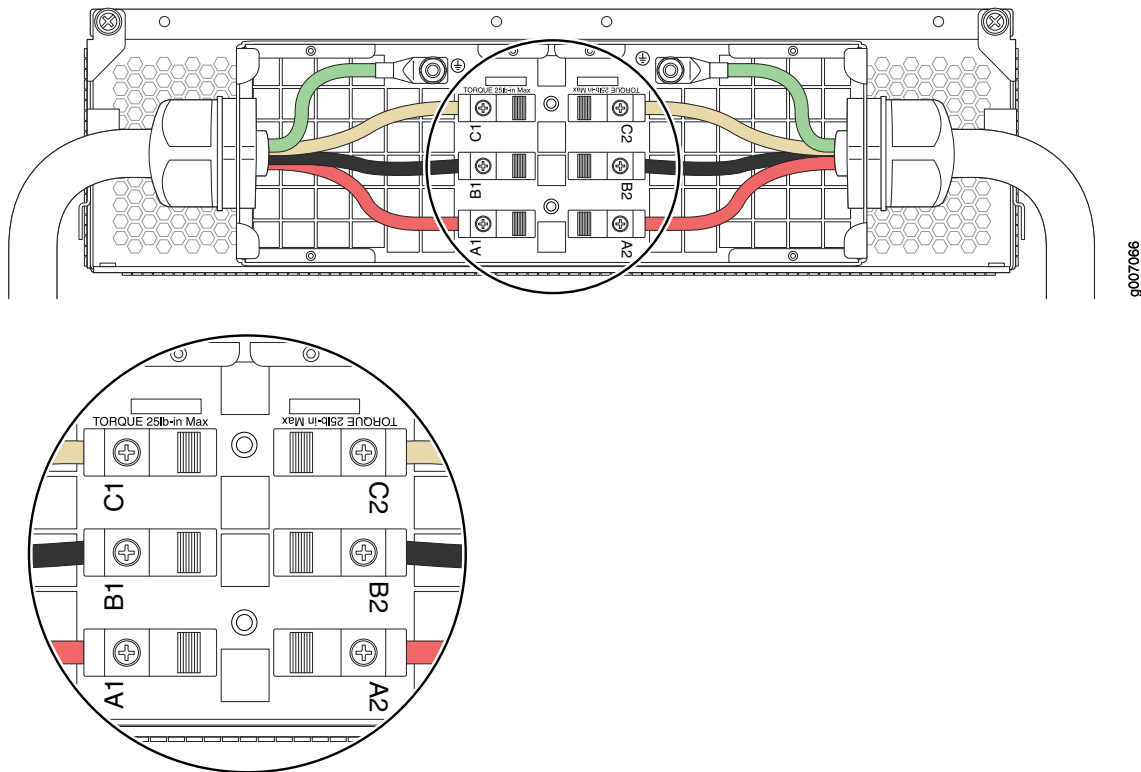 TORQUE 25lb-in Max
TORQUE 25lb-in Max
C1
C2
B1
B2
A1
A2
g007066
TORQUE 25lb-in Max
TORQUE 25lb-in Max
C1
C2
B1
B2
A1
A2